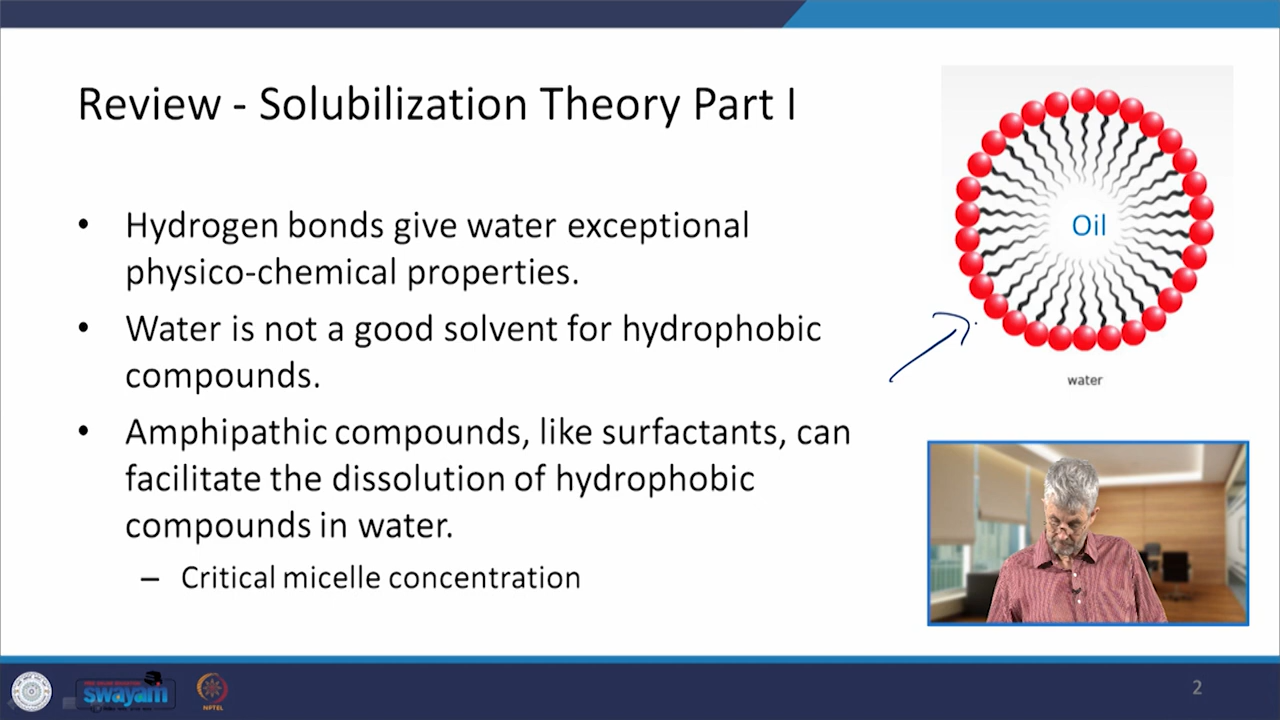 Review - Solubilization Theory Part I
• Hydrogen bonds give water exceptional
physico-chemical properties.
• Water is not a good solvent for hydrophobic
compounds.
• Amphipathic compounds, like surfactants, can
facilitate the dissolution of hydrophobic
compounds in water.
– Critical micelle concentration
Oil
water
swayam
NPTEL
2